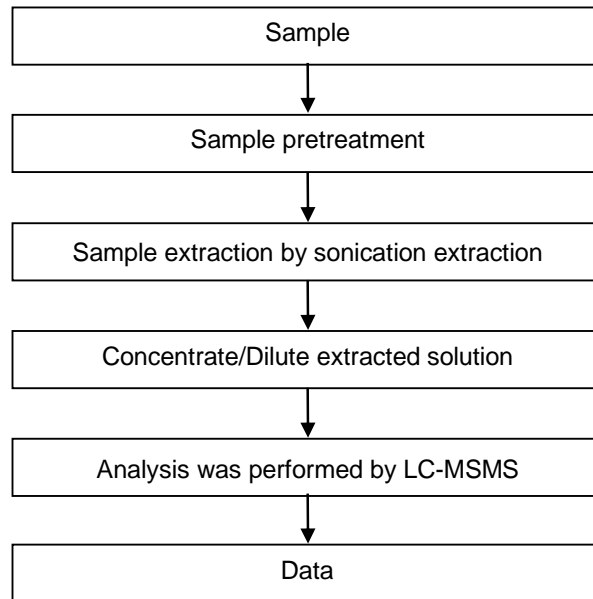 Sample
Sample pretreatment
Sample extraction by sonication extraction
Concentrate/Dilute extracted solution
Analysis was performed by LC-MSMS
Data